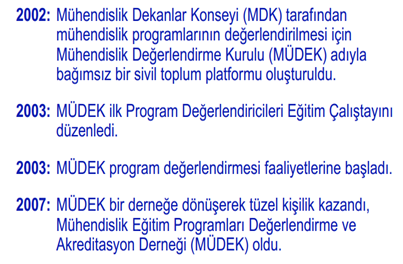 2002: Mühendislik Dekanlar Konseyi (MDK) tarafından
mühendislik programlarının değerlendirilmesi için
Mühendislik Değerlendirme Kurulu (MÜDEK) adıyla
bağımsız bir sivil toplum platformu oluşturuldu.
2003: MÜDEK ilk Program Değerlendiricileri Eğitim Çalıştayını
düzenledi.
2003: MÜDEK program değerlendirmesi faaliyetlerine başladı.
2007: MÜDEK bir derneğe dönüşerek tüzel kişilik kazandı,
Mühendislik Eğitim Programları Değerlendirme ve
Akreditasyon Derneği (MÜDEK) oldu.